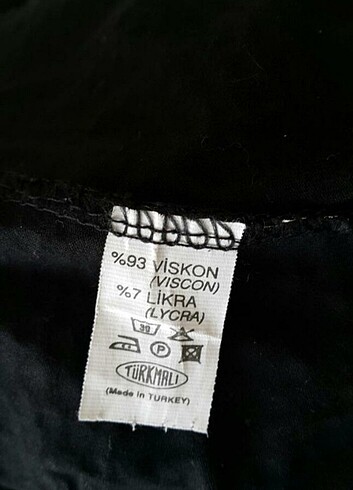 %93 VİSKON
(VISCON)
%7 LİKRA
(LYCRA)
30
P
TÜRKMALI
(Made in TURKEY)